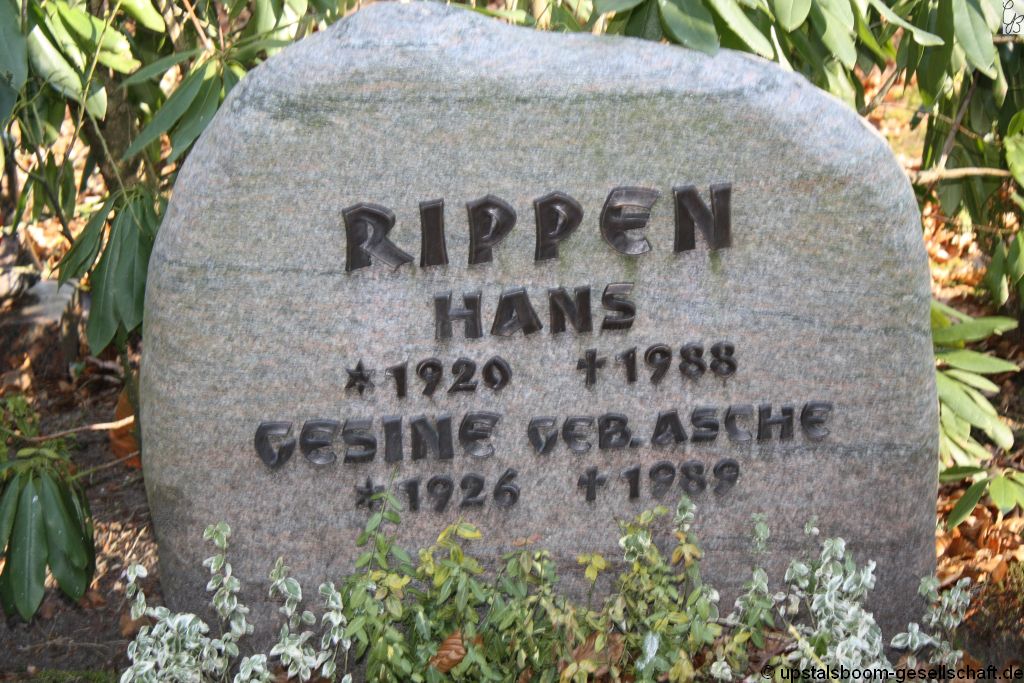 RIPPEN
HANS
* 1920 † 1988
GESINE GEB. ASCHE
* 1926 † 1989
© upstalsboom-gesellschaft.de